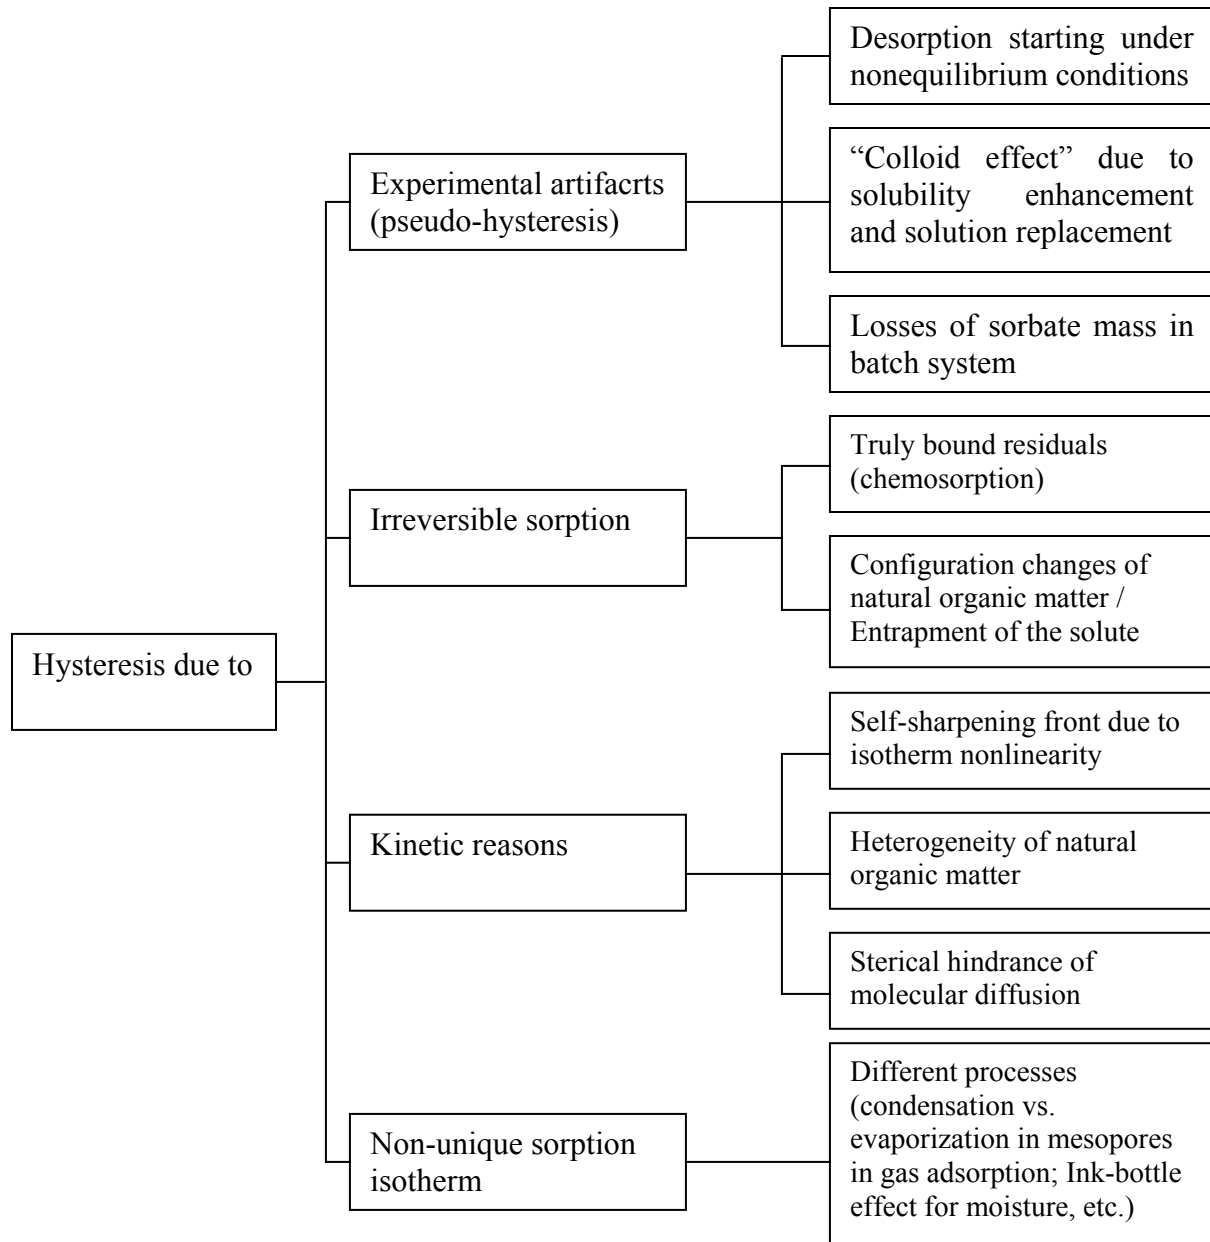 Hysteresis due to
Experimental artifacrts
(pseudo-hysteresis)
Desorption starting under
nonequilibrium conditions
“Colloid effect” due to
solubility enhancement
and solution replacement
Losses of sorbate mass in
batch system
Irreversible sorption
Truly bound residuals
(chemosorption)
Configuration changes of
natural organic matter /
Entrapment of the solute
Kinetic reasons
Self-sharpening front due to
isotherm nonlinearity
Heterogeneity of natural
organic matter
Sterical hindrance of
molecular diffusion
Non-unique sorption
isotherm
Different processes
(condensation vs.
evaporization in mesopores
in gas adsorption; Ink-bottle
effect for moisture, etc.)